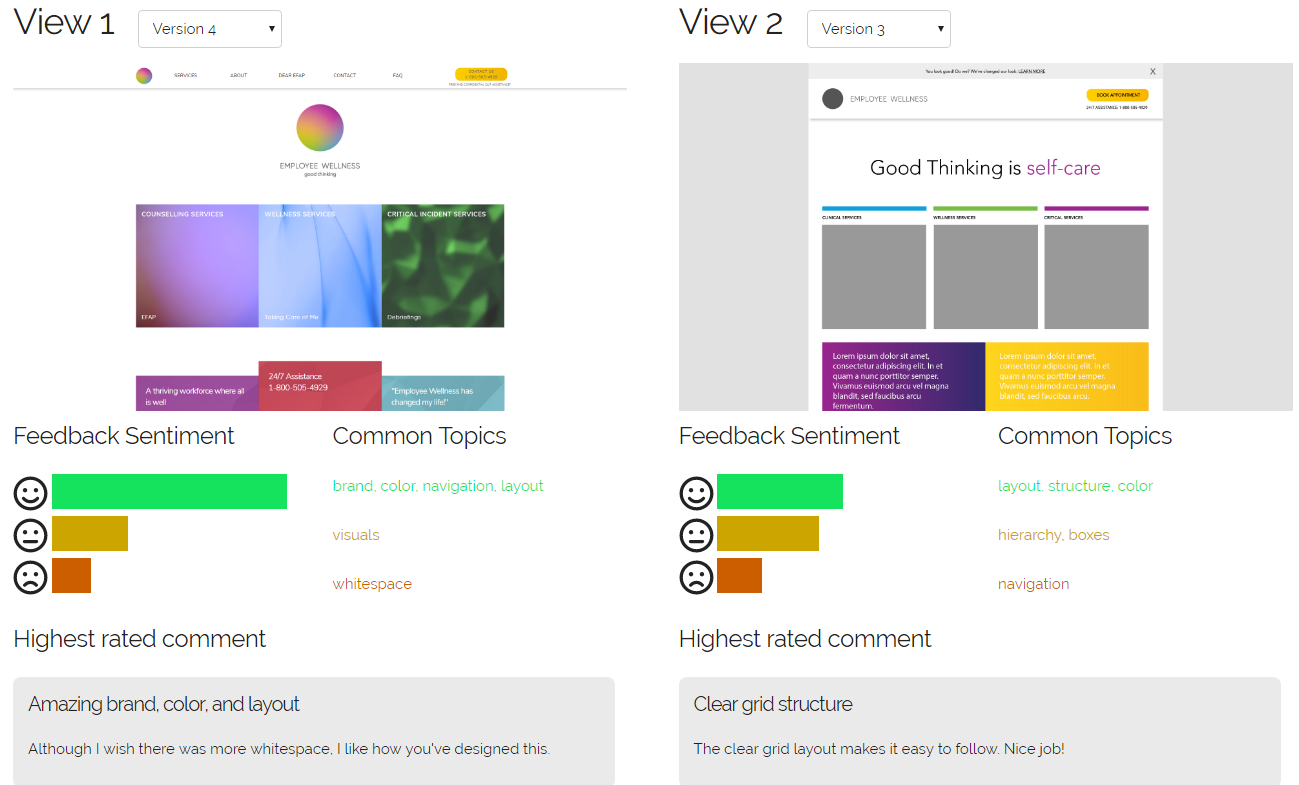 View 1
Version 4
SERVICES
ABOUT
DEAR EFAP
CONTACT
FAQ
CONTACT US
EMPLOYEE WELLNESS
good thinking
COUNSELLING SERVICES
WELLNESS SERVICES
CRITICAL INCIDENT SERVICES
EFAP
Taking Care of Me
Debriefings
A thriving workforce where all
is well
24/7 Assistance
1-800-505-4929
"Employee Wellness has
changed my life!"
Feedback Sentiment
Common Topics
brand, color, navigation, layout
visuals
whitespace
Highest rated comment
Amazing brand, color, and layout
Although I wish there was more whitespace, I like how you've designed this.
View 2
Version 3
You look good! Do we? We've changed our look. LEARN MORE
X
EMPLOYEE WELLNESS
BOOK APPOINTMENT
24/7 ASSISTANCE 1-800-505-4929
Good Thinking is self-care
CLINICAL SERVICES
WELLNESS SERVICES
CRITICAL SERVICES
Lorem ipsum dolor sit amet,
consectetur adipiscing elit. In et
quam a nunc porttitor semper.
Vivamus euismod arcu vel magna
blandit, sed faucibus arcu
fermentum.
Lorem ipsum dolor sit amet,
consectetur adipiscing elit. In et
quam a nunc porttitor semper.
Vivamus euismod arcu vel magna
blandit, sed faucibus arcu.
Feedback Sentiment
Common Topics
layout, structure, color
hierarchy, boxes
navigation
Highest rated comment
Clear grid structure
The clear grid layout makes it easy to follow. Nice job!